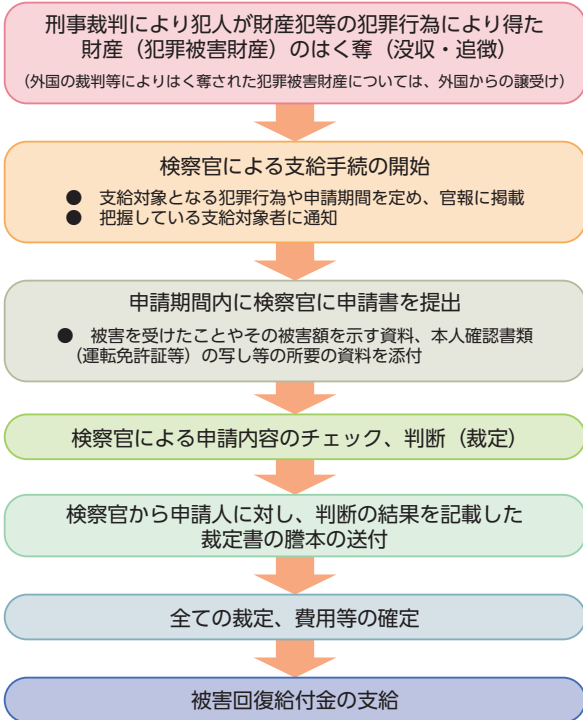 刑事裁判により犯人が財産犯等の犯罪行為により得た
財産（犯罪被害財産）のはく奪（没収・追徴）
（外国の裁判等によりはく奪された犯罪被害財産については、外国からの譲受け）
検察官による支給手続の開始
● 支給対象となる犯罪行為や申請期間を定め、官報に掲載
● 把握している支給対象者に通知
申請期間内に検察官に申請書を提出
● 被害を受けたことやその被害額を示す資料、本人確認書類
（運転免許証等）の写し等の所要の資料を添付
検察官による申請内容のチェック、判断（裁定）
検察官から申請人に対し、判断の結果を記載した
裁定書の謄本の送付
全ての裁定、費用等の確定
被害回復給付金の支給